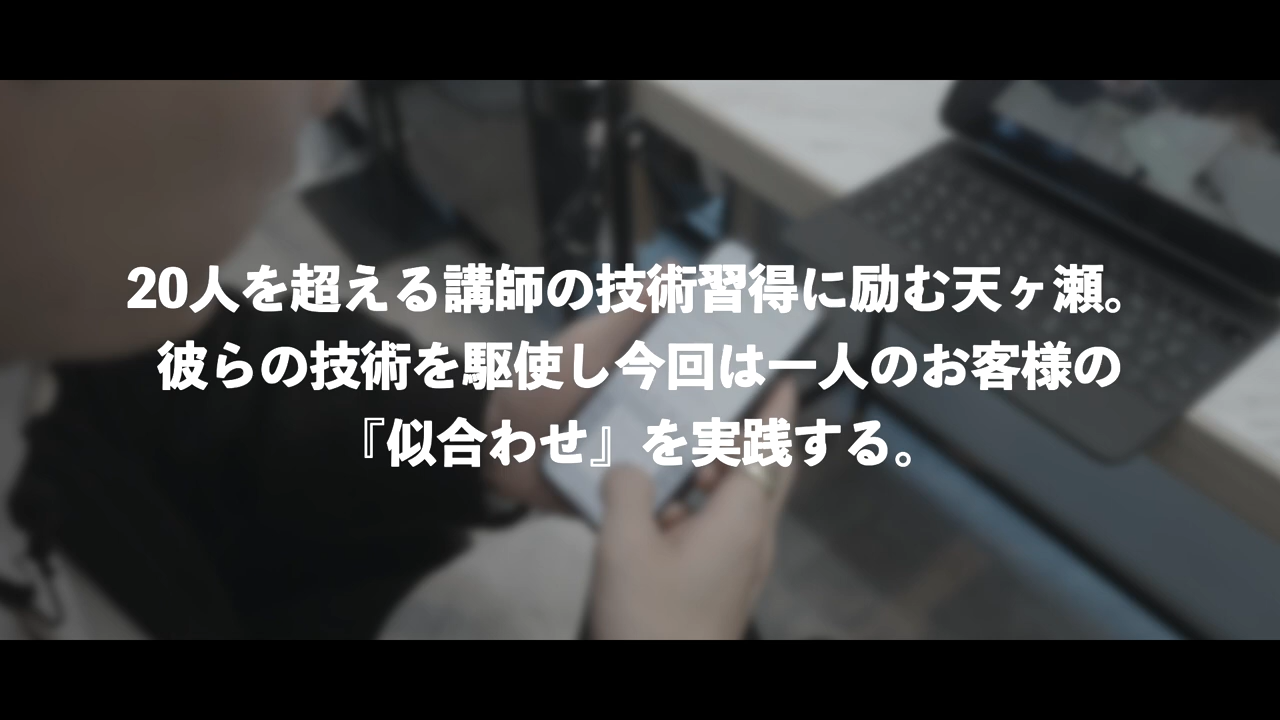 20人を超える講師の技術習得に励む天ヶ瀬。
彼らの技術を駆使し今回は一人のお客様の
『似合わせ』を実践する。